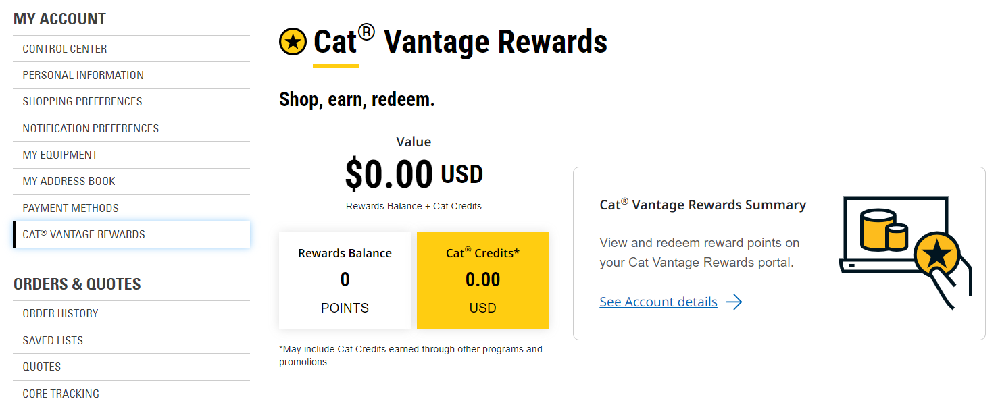 MY ACCOUNT
CONTROL CENTER
PERSONAL INFORMATION
SHOPPING PREFERENCES
NOTIFICATION PREFERENCES
MY EQUIPMENT
MY ADDRESS BOOK
PAYMENT METHODS
CAT® VANTAGE REWARDS
ORDERS & QUOTES
ORDER HISTORY
SAVED LISTS
QUOTES
CORE TRACKING
Cat® Vantage Rewards
Shop, earn, redeem.
Value
$0.00 USD
Rewards Balance + Cat Credits
Rewards Balance
0
POINTS
Cat® Credits*
0.00
USD
*May include Cat Credits earned through other programs and
promotions
Cat® Vantage Rewards Summary
View and redeem reward points on
your Cat Vantage Rewards portal.
See Account details